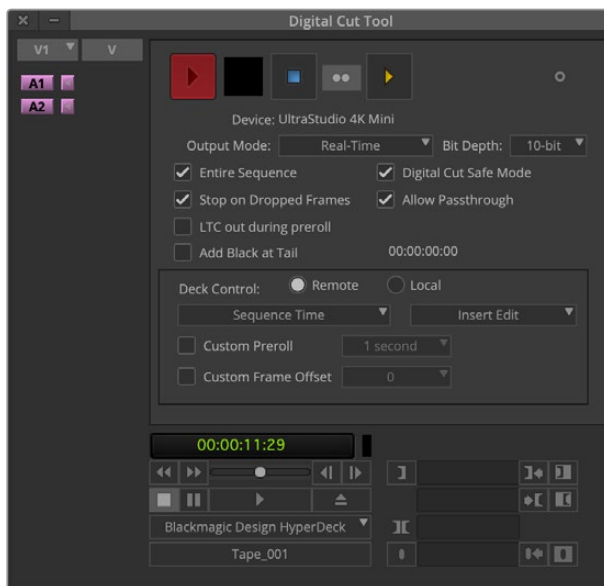 Digital Cut Tool
V1 V
A1
A2
Device: UltraStudio 4K Mini
Output Mode: Real-Time Bit Depth: 10-bit
Entire Sequence Digital Cut Safe Mode
Stop on Dropped Frames Allow Passthrough
LTC out during preroll
Add Black at Tail 00:00:00:00
Deck Control: Remote Local
Sequence Time Insert Edit
Custom Preroll 1 second
Custom Frame Offset 0
00:00:11:29
Blackmagic Design HyperDeck
Tape_001